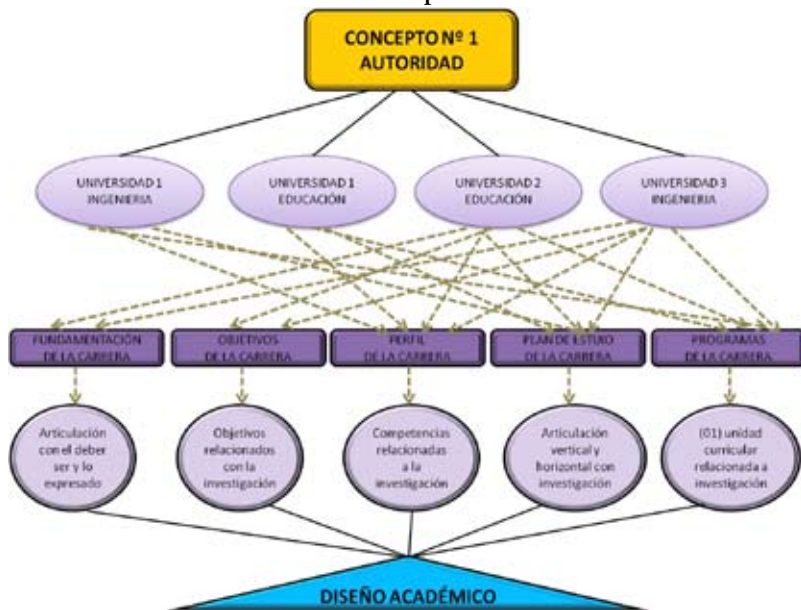 CONCEPTO Nº 1
AUTORIDAD
UNIVERSIDAD 1
INGENIERIA
UNIVERSIDAD 1
EDUCACIÓN
UNIVERSIDAD 2
EDUCACIÓN
UNIVERSIDAD 3
INGENIERIA
FUNDAMENTACIÓN
DE LA CARRERA
OBJETIVOS
DE LA CARRERA
PERFIL
DE LA CARRERA
PLAN DE ESTUIO
DE LA CARRERA
PROGRAMAS
DE LA CARRERA
Articulación
con el deber
ser y lo
expresado
Objetivos
relacionados
con la
investigación
Competencias
relacionadas
a la
investigación
Articulación
vertical y
horizontal con
investigación
(01) unidad
curricular
relacionada a
investigación
DISEÑO ACADÉMICO